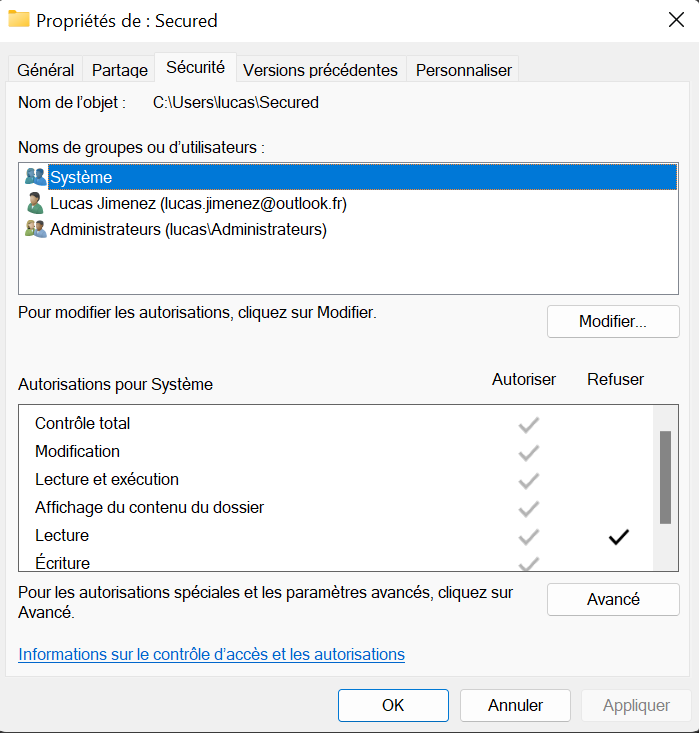 Propriétés de : Secured
Général Partage Sécurité Versions précédentes Personnaliser
Nom de l'objet : C:\Users\lucas\Secured
Noms de groupes ou d'utilisateurs :
Système
Lucas Jimenez (lucas.jimenez@outlook.fr)
Administrateurs (lucas\Administrateurs)
Pour modifier les autorisations, cliquez sur Modifier.
Modifier...
Autorisations pour Système Autoriser Refuser
Contrôle total
Modification
Lecture et exécution
Affichage du contenu du dossier
Lecture
Écriture
Pour les autorisations spéciales et les paramètres avancés, cliquez sur
Avancé.
Avancé
Informations sur le contrôle d'accès et les autorisations
OK Annuler Appliquer